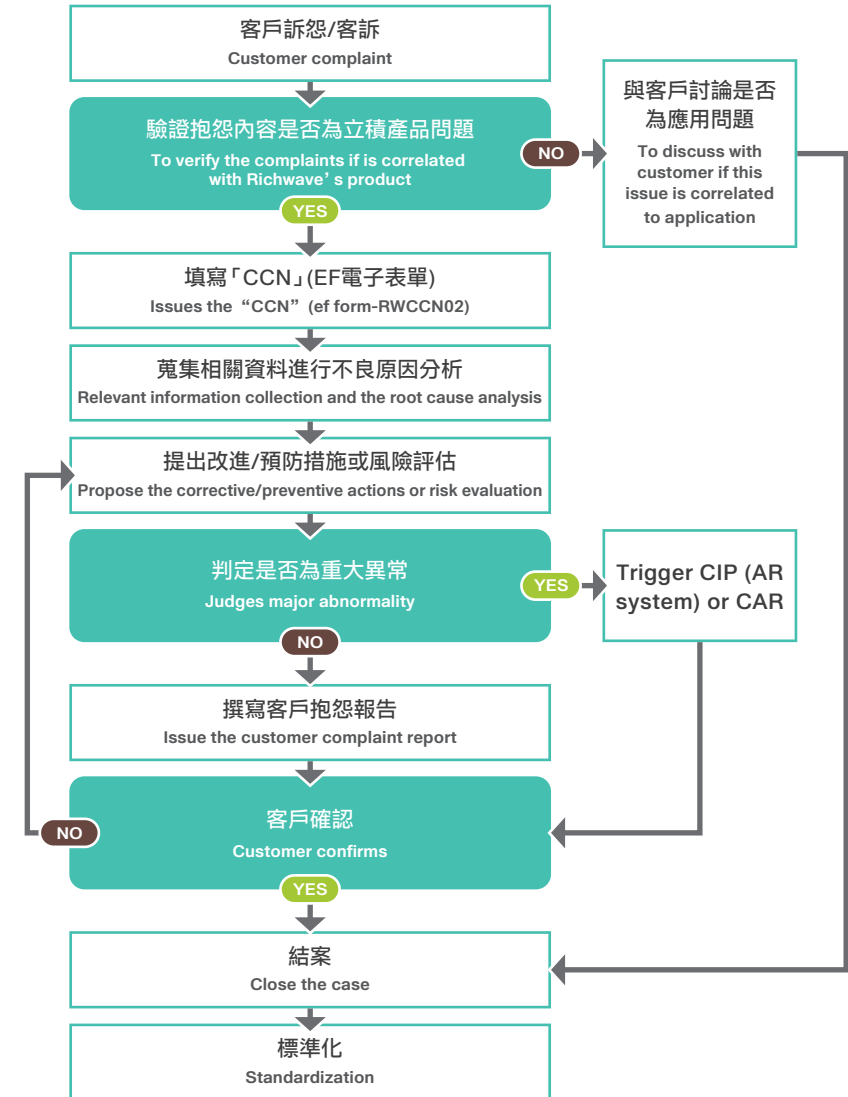 客戶訴怨/客訴
Customer complaint
驗證抱怨內容是否為立積產品問題
To verify the complaints if is correlated
with Richwave’s product
NO
與客戶討論是否
為應用問題
To discuss with
customer if this
issue is correlated
to application
YES
填寫「CCN」(EF電子表單)
Issues the “CCN” (ef form-RWCCN02)
蒐集相關資料進行不良原因分析
Relevant information collection and the root cause analysis
提出改進/預防措施或風險評估
Propose the corrective/preventive actions or risk evaluation
判定是否為重大異常
Judges major abnormality
YES
Trigger CIP (AR
system) or CAR
NO
撰寫客戶抱怨報告
Issue the customer complaint report
客戶確認
Customer confirms
NO
YES
結案
Close the case
標準化
Standardization